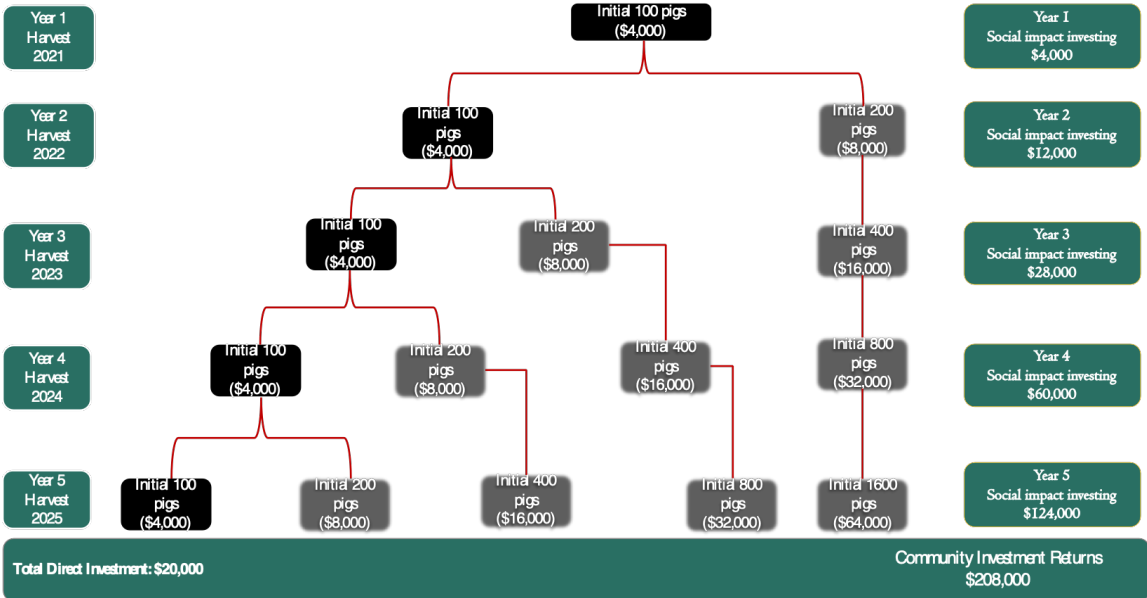 Year 1
Harvest
2021
Initial 100 pigs
($4,000)
Year 1
Social impact investing
$4,000
Year 2
Harvest
2022
Initial 100
pigs
($4,000)
Initial 200
pigs
($8,000)
Year 2
Social impact investing
$12,000
Year 3
Harvest
2023
Initial 100
pigs
($4,000)
Initial 200
pigs
($8,000)
Initial 400
pigs
($16,000)
Year 3
Social impact investing
$28,000
Year 4
Harvest
2024
Initial 100
pigs
($4,000)
Initial 200
pigs
($8,000)
Initial 400
pigs
($16,000)
Initial 800
pigs
($32,000)
Year 4
Social impact investing
$60,000
Year 5
Harvest
2025
Initial 100
pigs
($4,000)
Initial 200
pigs
($8,000)
Initial 400
pigs
($16,000)
Initial 800
pigs
($32,000)
Initial 1600
pigs
($64,000)
Year 5
Social impact investing
$124,000
Total Direct Investment: $20,000
Community Investment Returns
$208,000